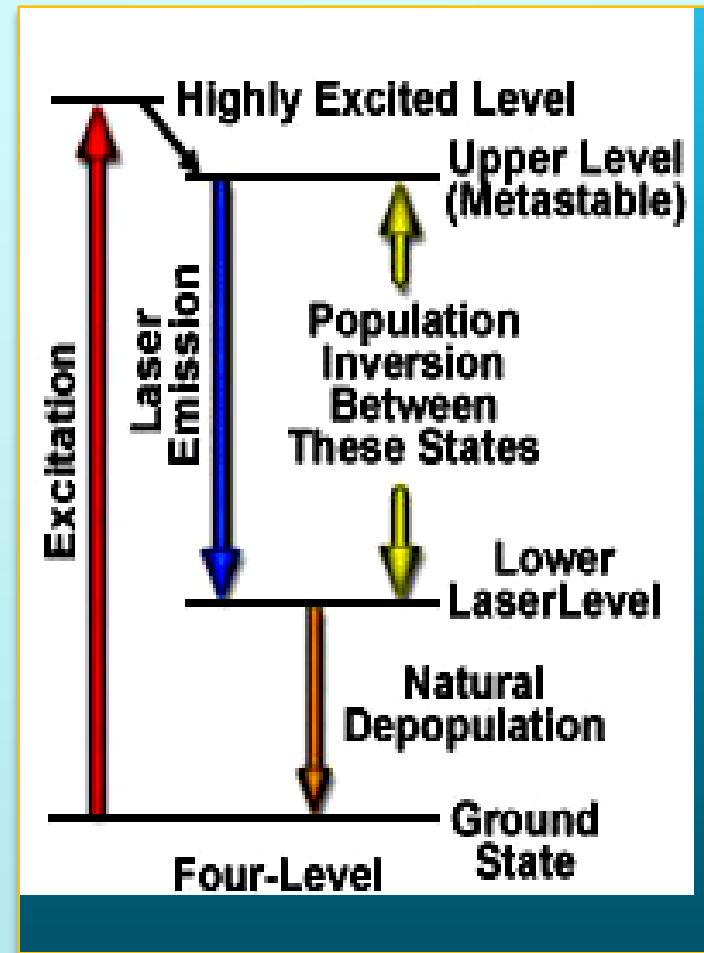 Highly Excited Level
Upper Level
(Metastable)
Excitation
Laser
Emission
Population
Inversion
Between
These States
Lower
LaserLevel
Natural
Depopulation
Ground
State
Four-Level